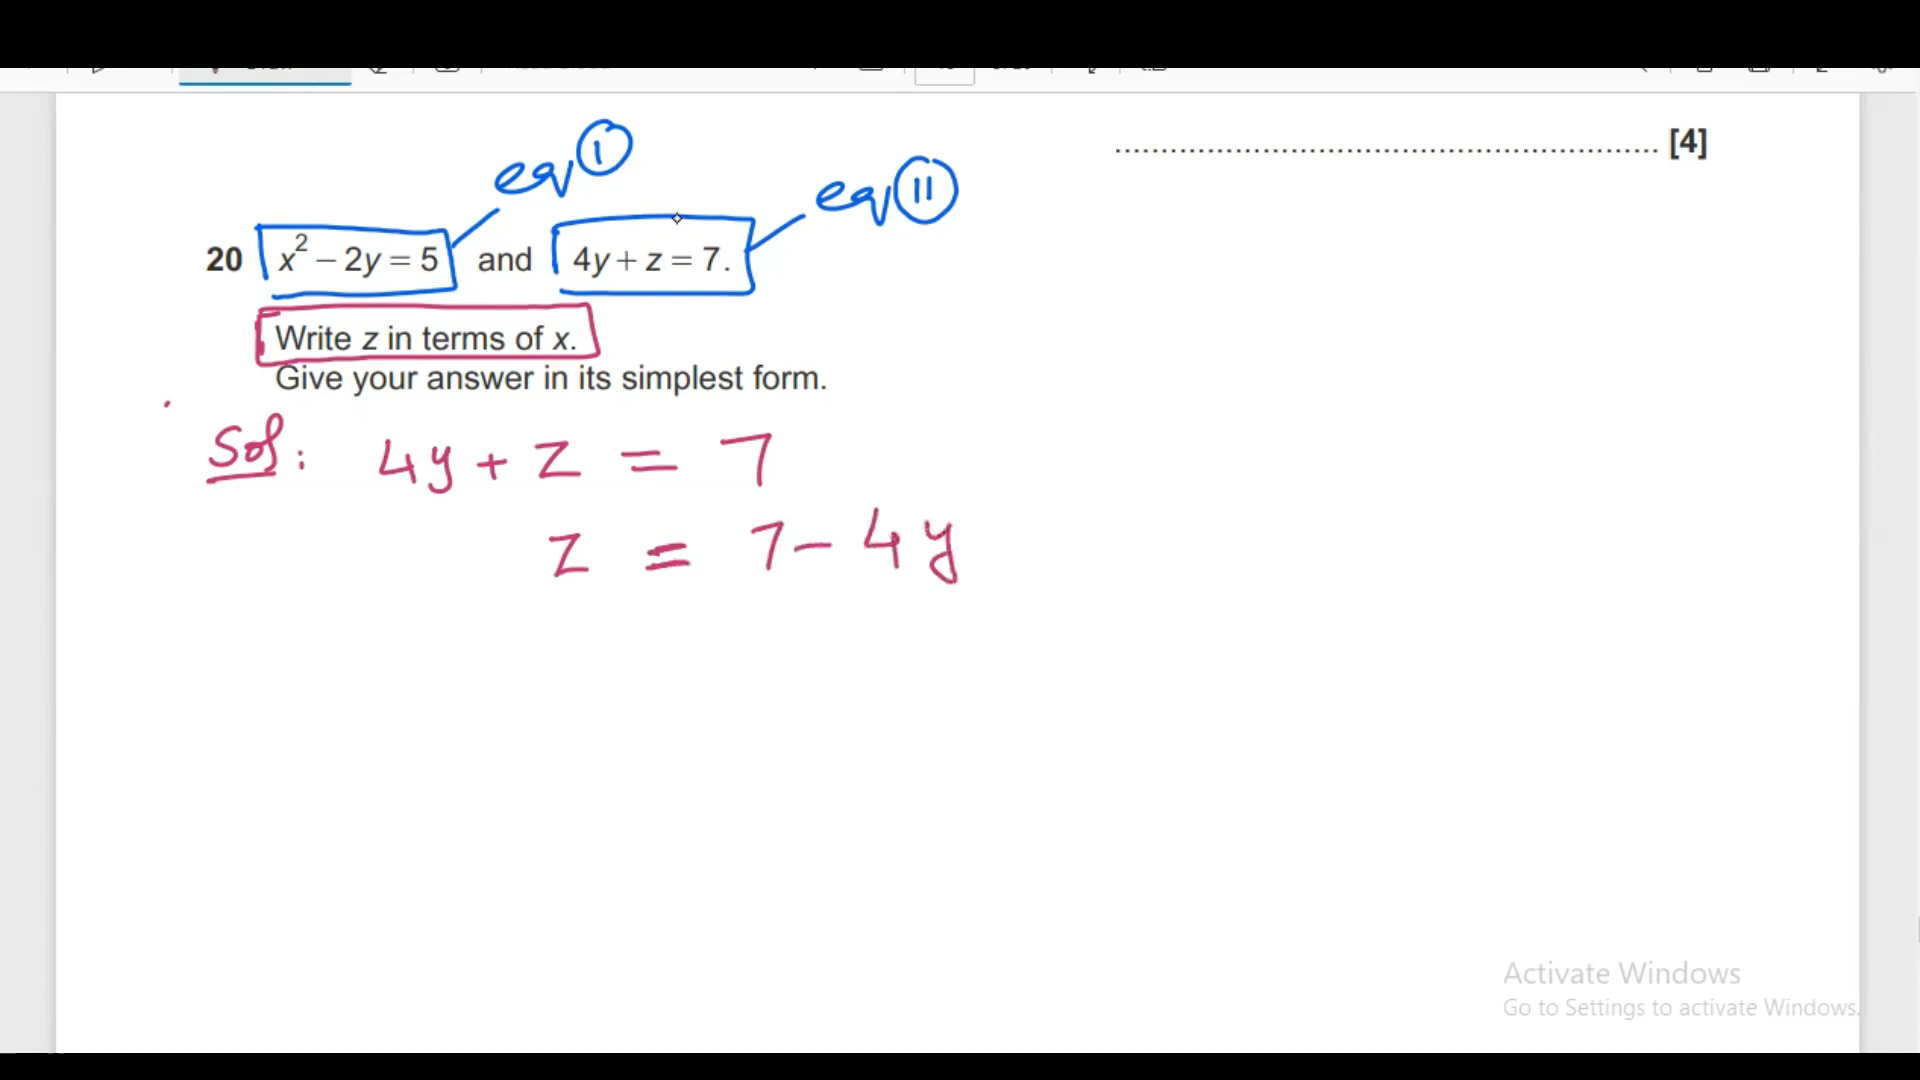 .......................................................... [4]
eq I
eq II
20 x² − 2y = 5 and 4y + z = 7.
Write z in terms of x.
Give your answer in its simplest form.
Sol: 4y + z = 7
z = 7 − 4y
Activate Windows
Go to Settings to activate Windows.